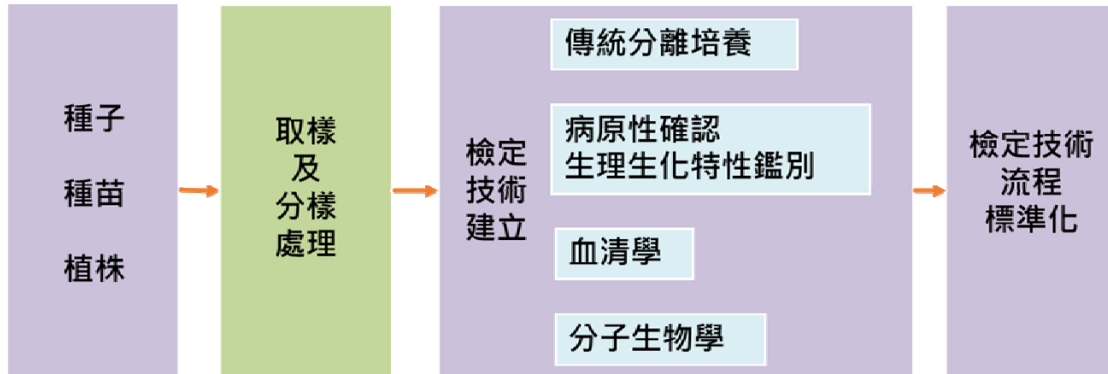 種子
種苗
植株
取樣
及
分樣
處理
檢定
技術
建立
傳統分離培養
病原性確認
生理生化特性鑑別
血清學
分子生物學
檢定技術
流程
標準化